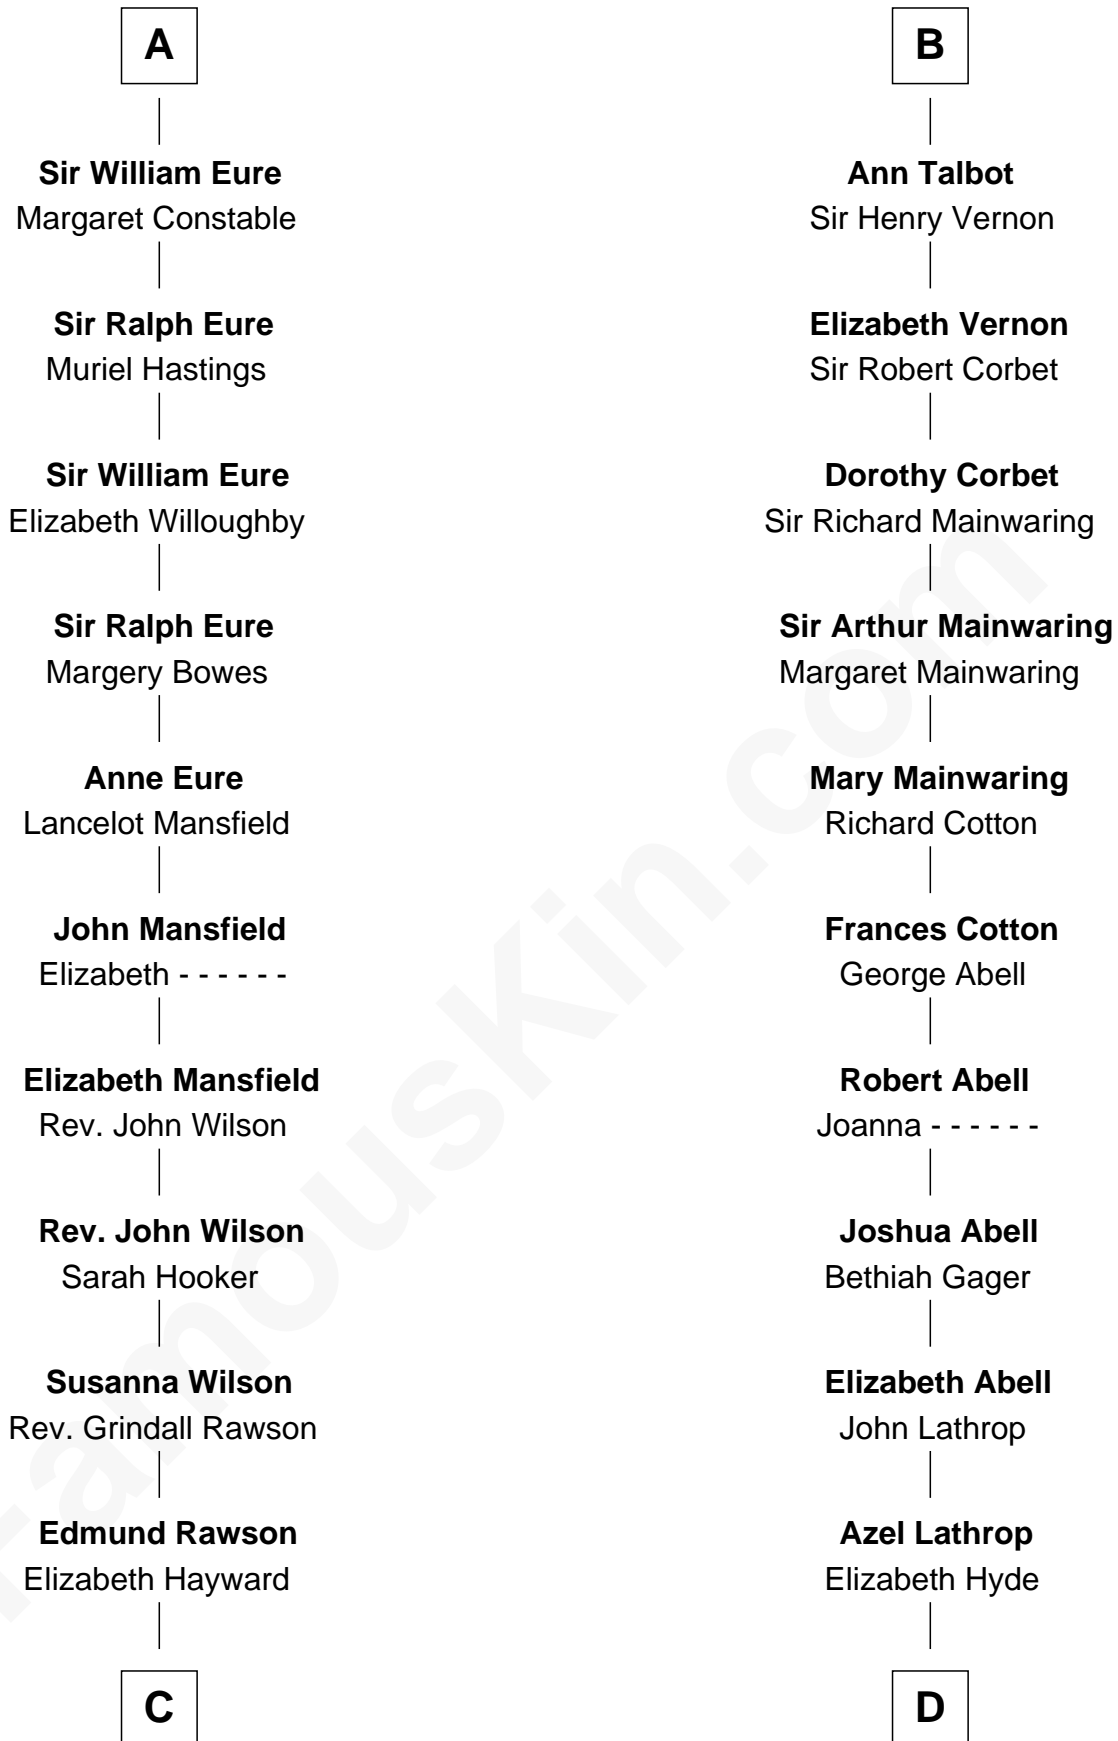 A
Sir William Eure
Margaret Constable
Sir Ralph Eure
Muriel Hastings
Sir William Eure
Elizabeth Willoughby
Sir Ralph Eure
Margery Bowes
Anne Eure
Lancelot Mansfield
John Mansfield
Elizabeth - - - - - -
Elizabeth Mansfield
Rev. John Wilson
Rev. John Wilson
Sarah Hooker
Susanna Wilson
Rev. Grindall Rawson
Edmund Rawson
Elizabeth Hayward
C
B
Ann Talbot
Sir Henry Vernon
Elizabeth Vernon
Sir Robert Corbet
Dorothy Corbet
Sir Richard Mainwaring
Sir Arthur Mainwaring
Margaret Mainwaring
Mary Mainwaring
Richard Cotton
Frances Cotton
George Abell
Robert Abell
Joanna - - - - - -
Joshua Abell
Bethiah Gager
Elizabeth Abell
John Lathrop
Azel Lathrop
Elizabeth Hyde
D
FamousKin.com